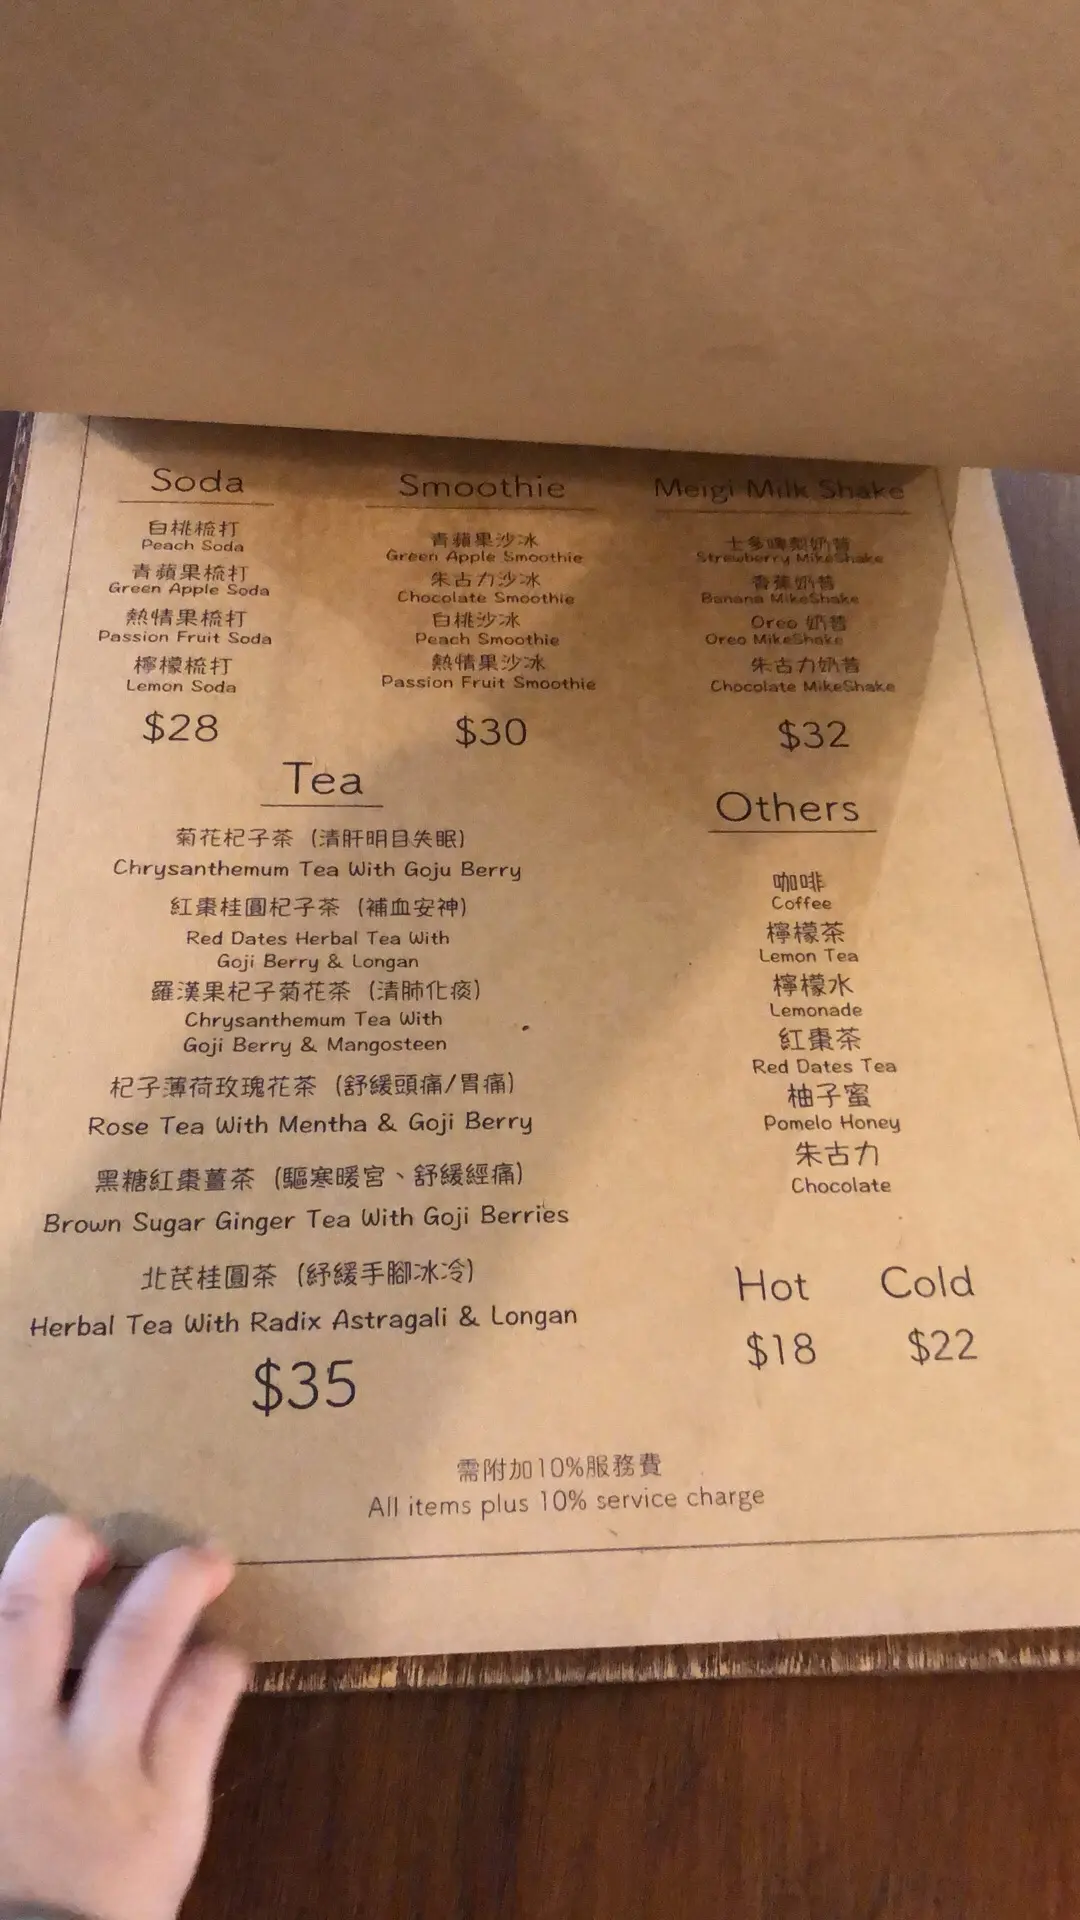 Soda
白桃梳打
Peach Soda
青蘋果梳打
Green Apple Soda
熱情果梳打
Passion Fruit Soda
檸檬梳打
Lemon Soda
$28
Smoothie
青蘋果沙冰
Green Apple Smoothie
朱古力沙冰
Chocolate Smoothie
白桃沙冰
Peach Smoothie
熱情果沙冰
Passion Fruit Smoothie
$30
Meigi Milk Shake
士多啤梨奶昔
Strewberry MikeShake
香蕉奶昔
Banana MikeShake
Oreo 奶昔
Oreo MikeShake
朱古力奶昔
Chocolate MikeShake
$32
Tea
菊花杞子茶 (清肝明目失眠)
Chrysanthemum Tea With Goju Berry
紅棗桂圓杞子茶 (補血安神)
Red Dates Herbal Tea With
Goji Berry & Longan
羅漢果杞子菊花茶 (清肺化痰)
Chrysanthemum Tea With
Goji Berry & Mangosteen
杞子薄荷玫瑰花茶 (舒緩頭痛/胃痛)
Rose Tea With Mentha & Goji Berry
黑糖紅棗薑茶 (驅寒暖宮、舒緩經痛)
Brown Sugar Ginger Tea With Goji Berries
北芪桂圓茶 (紓緩手腳冰冷)
Herbal Tea With Radix Astragali & Longan
$35
Others
咖啡
Coffee
檸檬茶
Lemon Tea
檸檬水
Lemonade
紅棗茶
Red Dates Tea
柚子蜜
Pomelo Honey
朱古力
Chocolate
Hot Cold
$18 $22
需附加10%服務費
All items plus 10% service charge